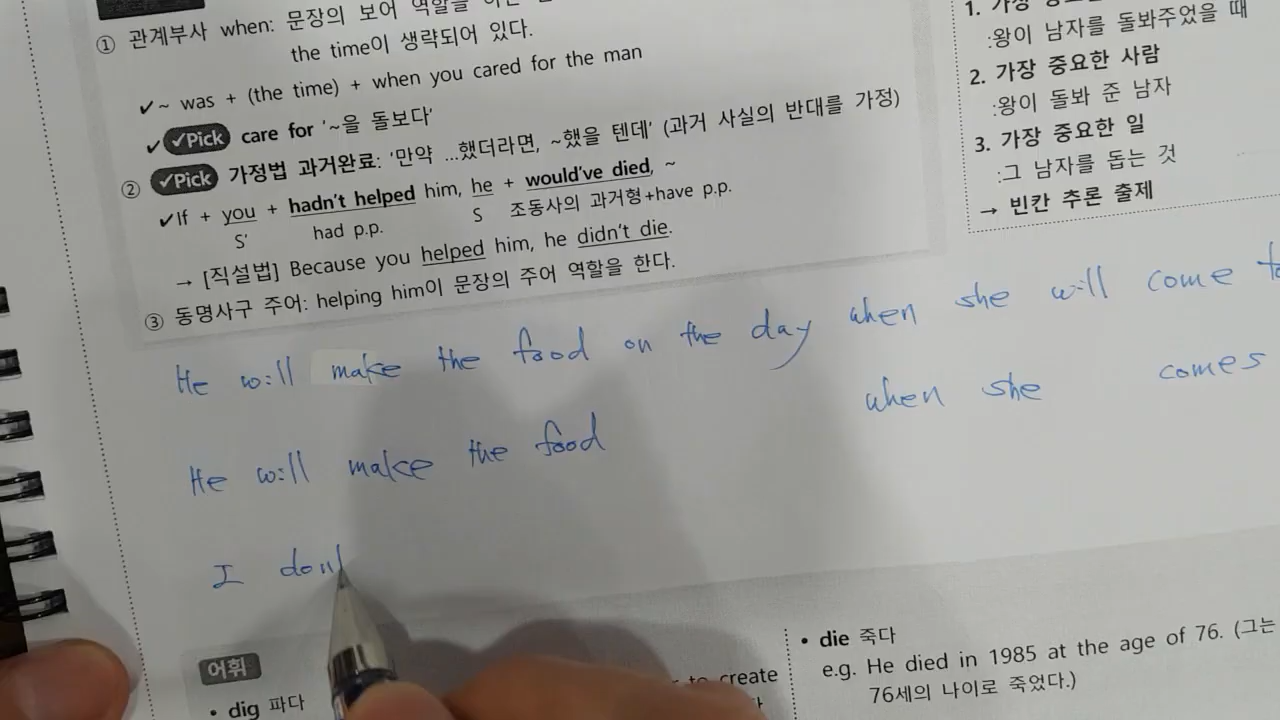 ① 관계부사 when: 문장의 보어 역할을
the time이 생략되어 있다.
✔~ was + (the time) + when you cared for the man
✔ ✓Pick care for '~을 돌보다'
② ✓Pick 가정법 과거완료: '만약 …했더라면, ~했을 텐데' (과거 사실의 반대를 가정)
✔If + you + hadn't helped him, he + would've died, ~
S' had p.p. S 조동사의 과거형+have p.p.
→ [직설법] Because you helped him, he didn't die.
③ 동명사구 주어: helping him이 문장의 주어 역할을 한다.
1. 가장
:왕이 남자를 돌봐주었을 때
2. 가장 중요한 사람
:왕이 돌봐 준 남자
3. 가장 중요한 일
:그 남자를 돕는 것
→ 빈칸 추론 출제
He will make the food on the day when she will come
when she comes
He will make the food
I don
어휘
• dig 파다
to create
• die 죽다
e.g. He died in 1985 at the age of 76. (그는
76세의 나이로 죽었다.)